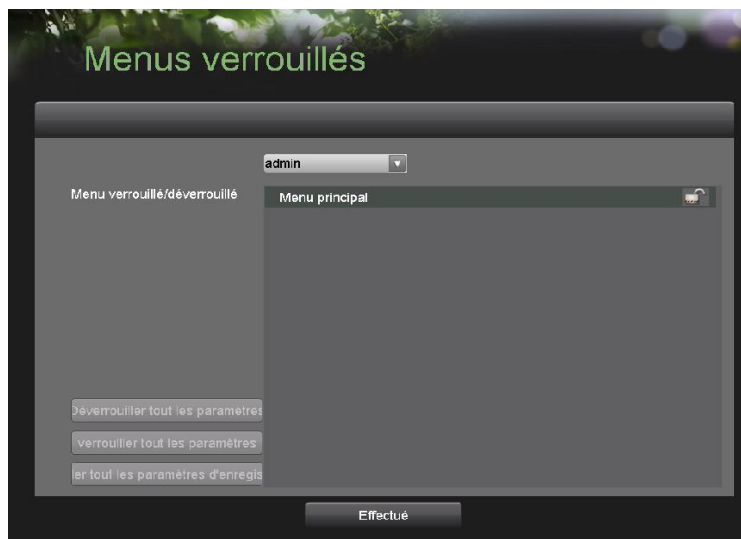 Menus verrouillés
admin
Menu verrouillé/déverrouillé
Menu principal
Déverrouiller tout les paramètres
verrouiller tout les paramètres
ler tout les paramètres d'enregis
Effectué